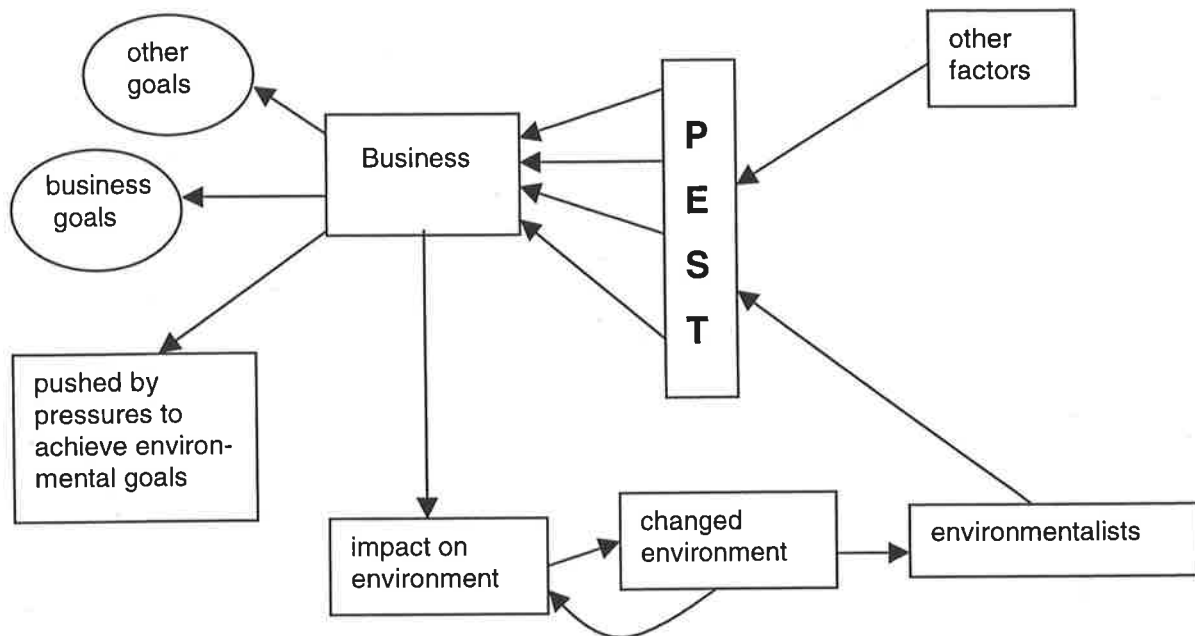 other
goals
business
goals
Business
P
E
S
T
other
factors
pushed by
pressures to
achieve environ-
mental goals
impact on
environment
changed
environment
environmentalists